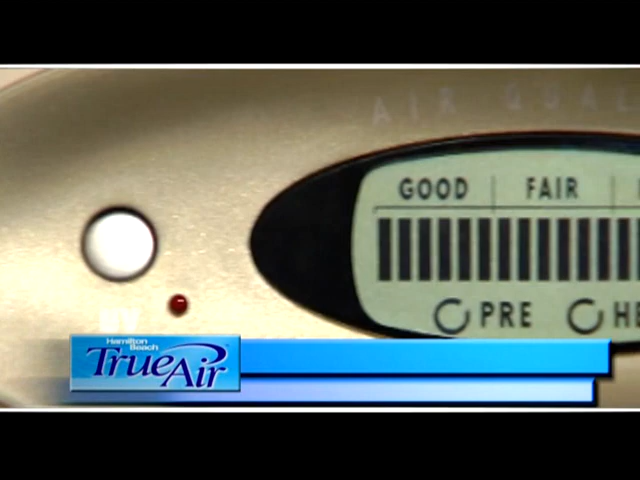 AIR QUAL
GOOD FAIR
PRE HE
Hamilton
Beach
TrueAir